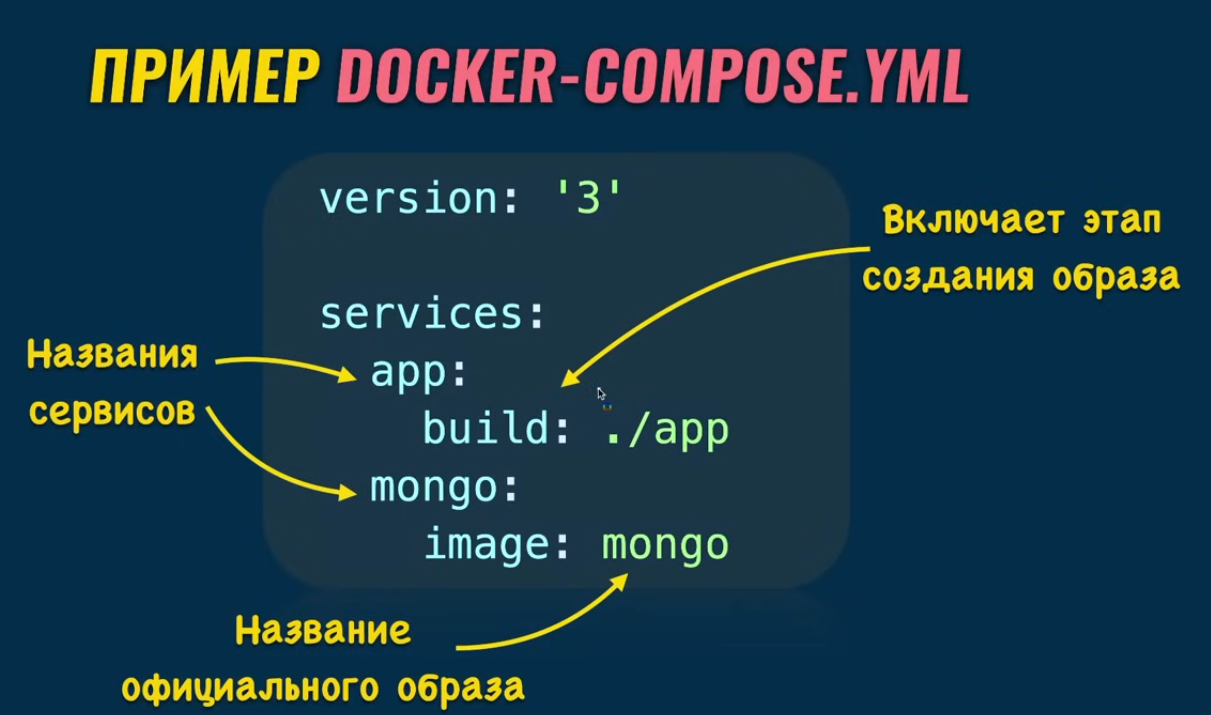 ПРИМЕР DOCKER-COMPOSE.YML
version: '3'
Включает этап
создания образа
services:
Названия
сервисов
app:
build: ./app
mongo:
image: mongo
Название
официального образа